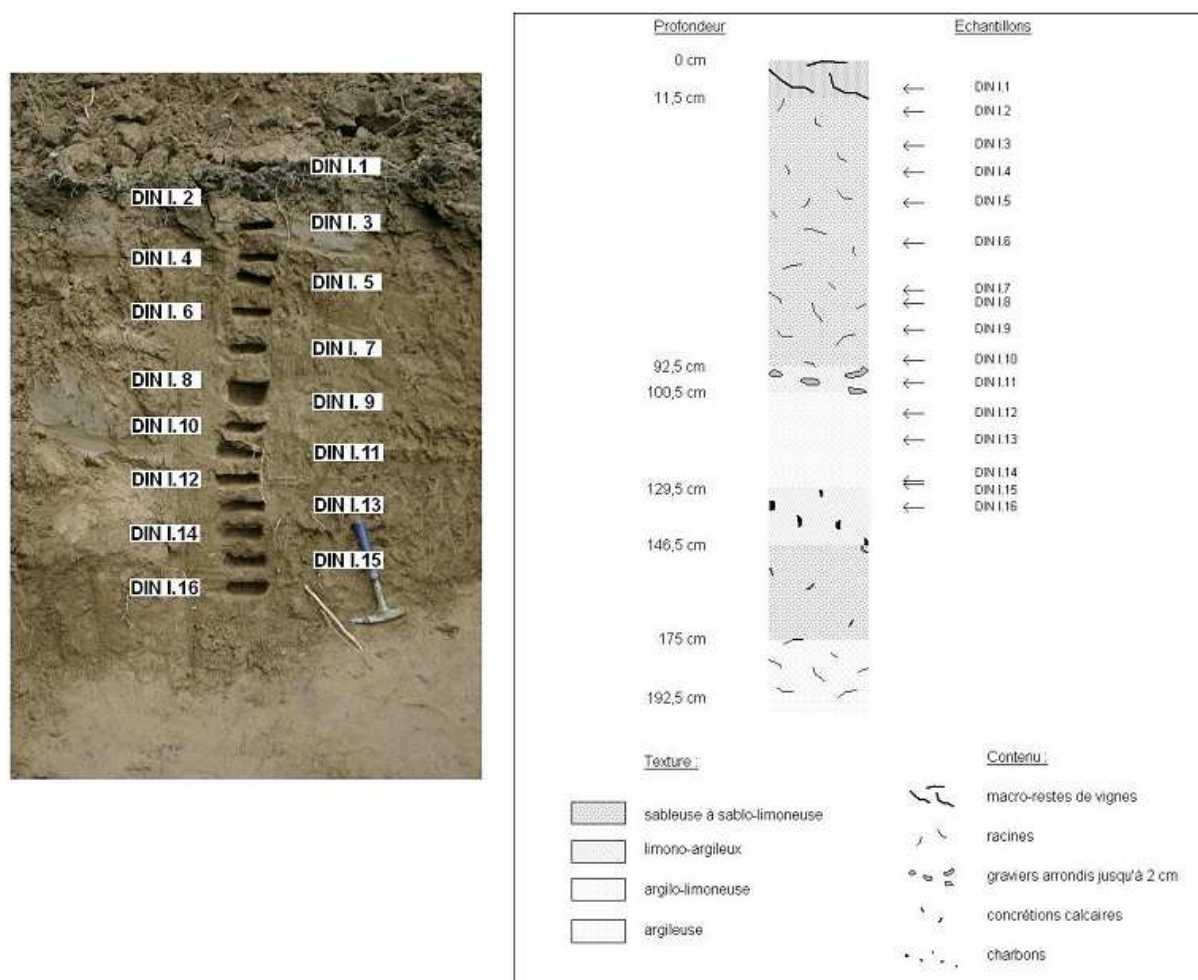 DIN I.1
DIN I. 2
DIN I. 3
DIN I. 4
DIN I. 5
DIN I. 6
DIN I. 7
DIN I. 8
DIN I. 9
DIN I.10
DIN I.11
DIN I.12
DIN I.13
DIN I.14
DIN I.15
DIN I.16
Profondeur
Echantillons
0 cm
DIN I.1
11,5 cm
DIN I.2
DIN I.3
DIN I.4
DIN I.5
DIN I.6
DIN I.7
DIN I.8
DIN I.9
DIN I.10
92,5 cm
DIN I.11
100,5 cm
DIN I.12
DIN I.13
DIN I.14
129,5 cm
DIN I.15
DIN I.16
146,5 cm
175 cm
192,5 cm
Texture :
sableuse à sablo-limoneuse
limono-argileux
argilo-limoneuse
argileuse
Contenu :
macro-restes de vignes
racines
graviers arrondis jusqu'à 2 cm
concrétions calcaires
charbons